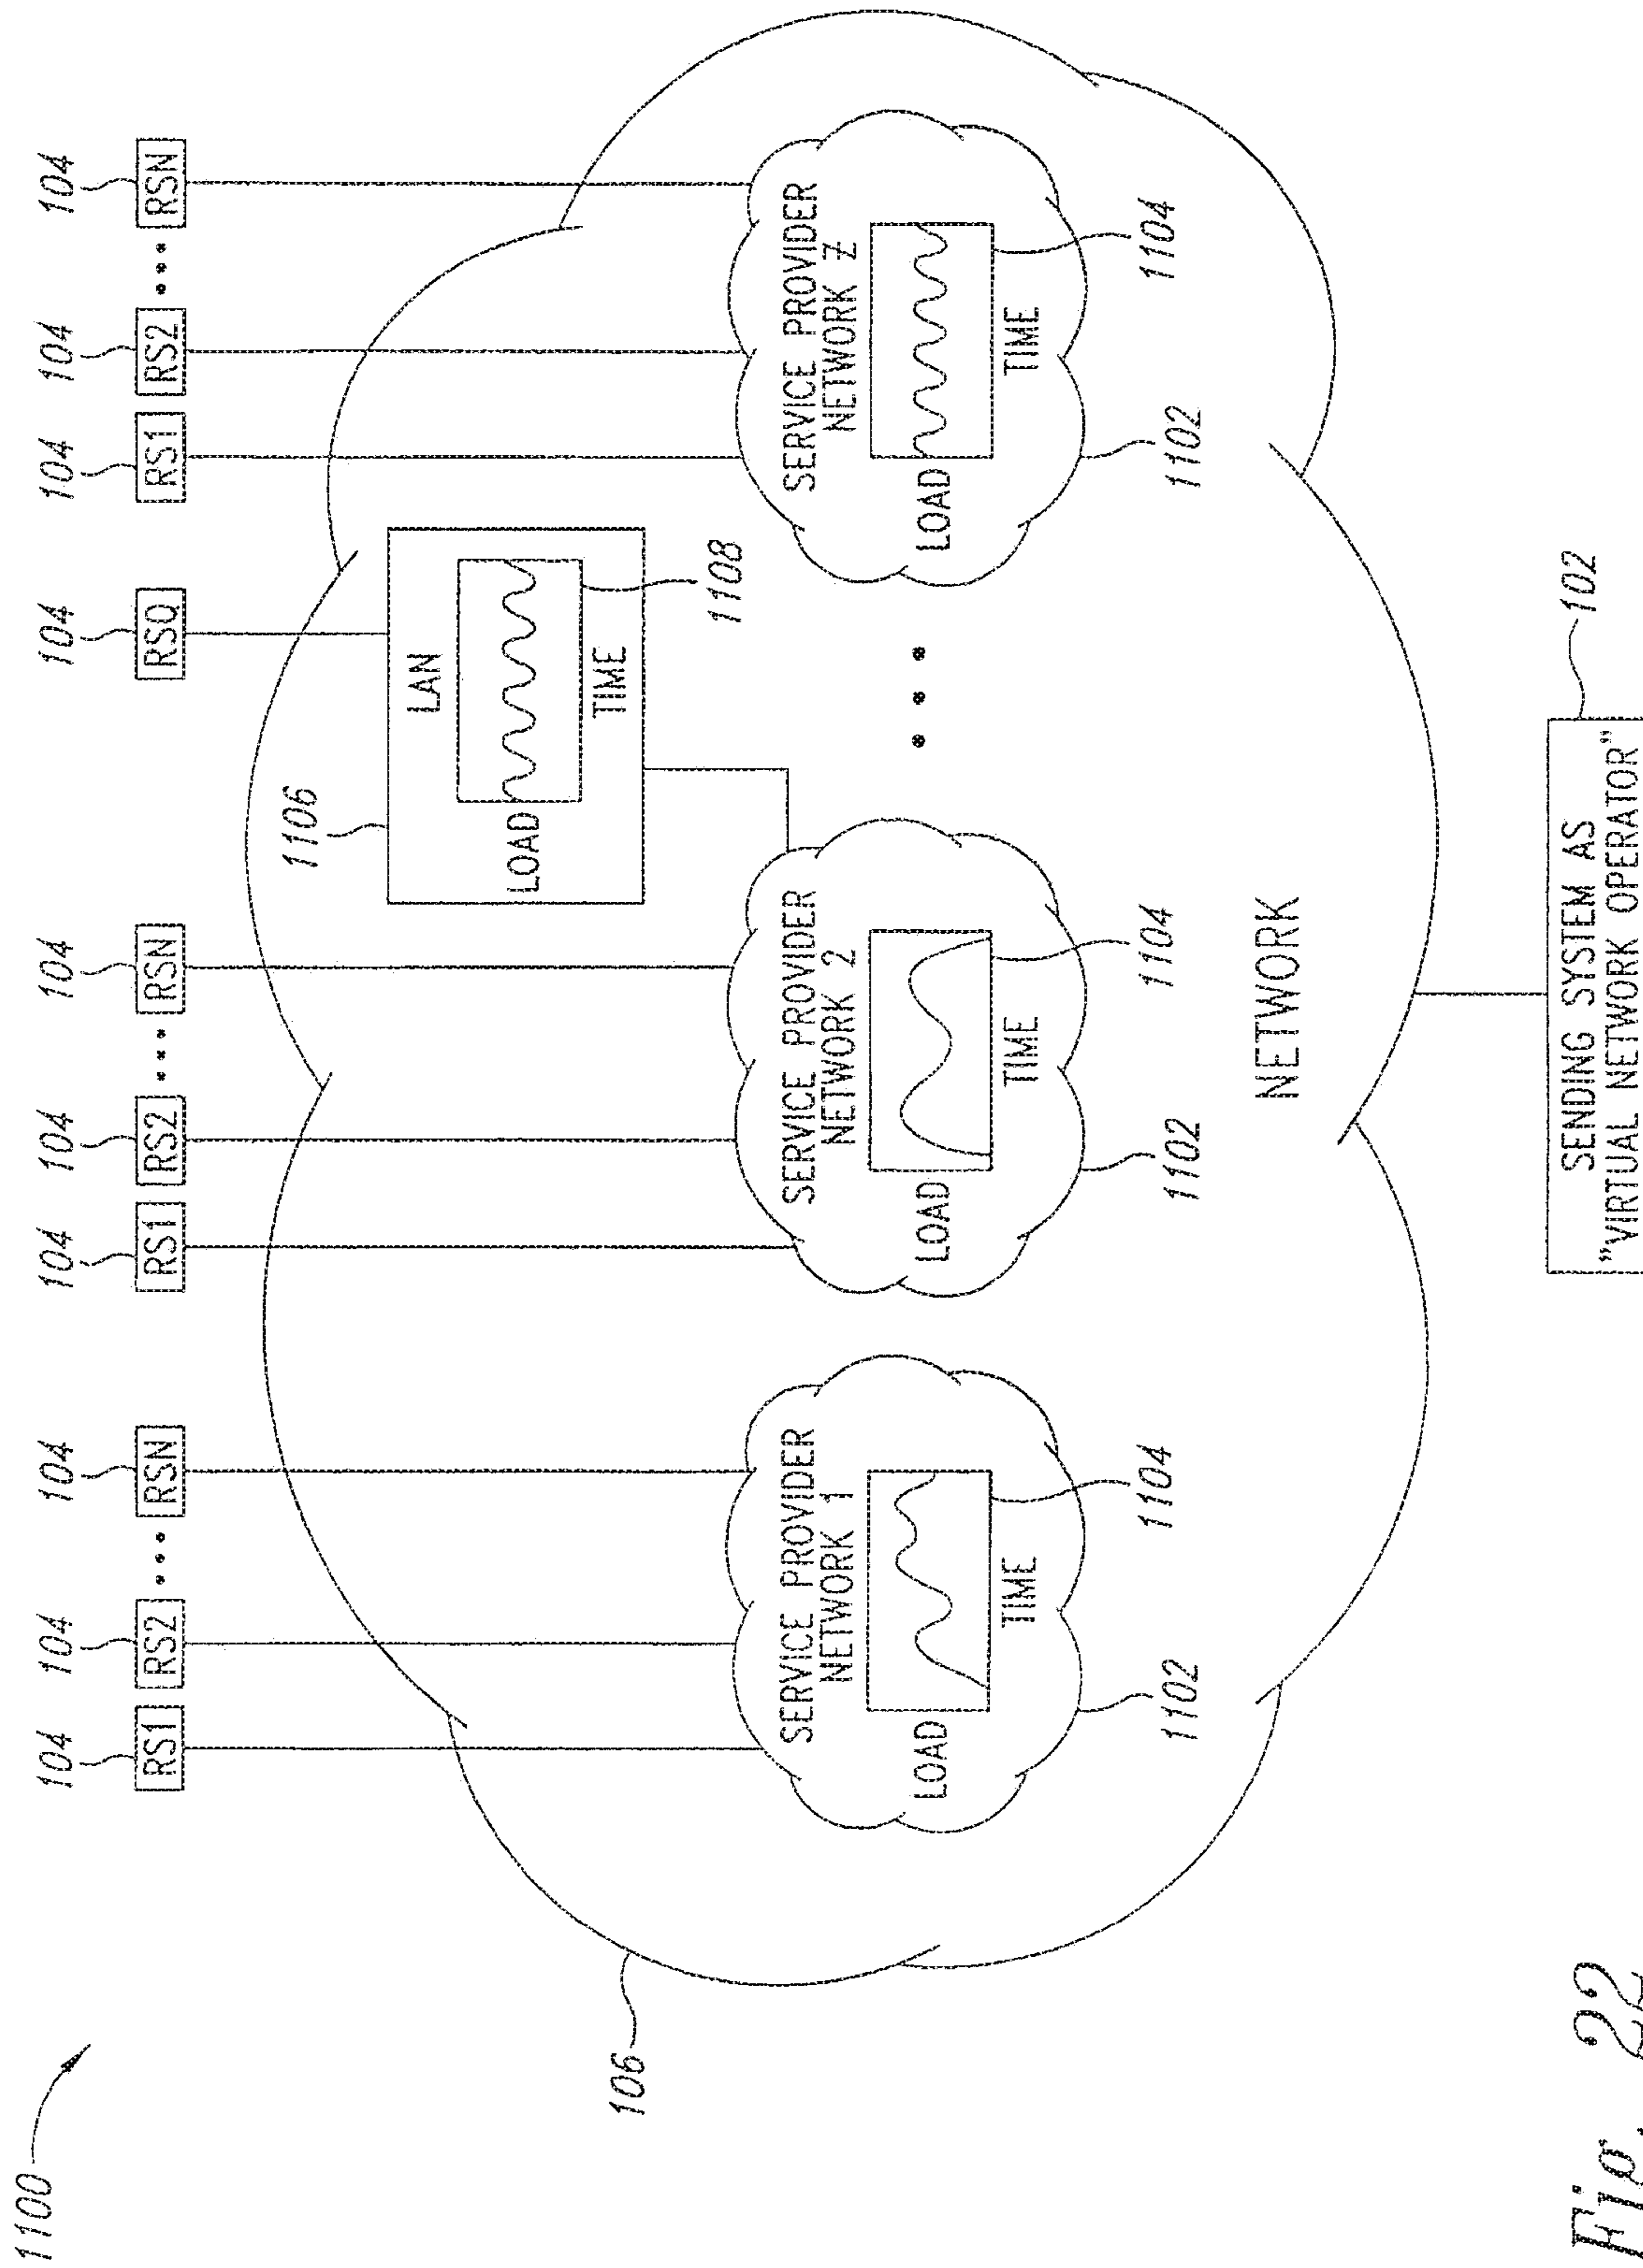 1100
104 104 104 104 104 104 104 104 104 104
RS1 RS2 ... RSN RS1 RS2 ... RSN RSQ RS1 RS2 ... RSN
1106
LAN
LOAD
TIME
1108
106
SERVICE PROVIDER
NETWORK 1
LOAD
TIME
1102
1104
SERVICE PROVIDER
NETWORK 2
LOAD
TIME
1102
1104
...
SERVICE PROVIDER
NETWORK Z
LOAD
TIME
1102
1104
NETWORK
102
SENDING SYSTEM AS
"VIRTUAL NETWORK OPERATOR"
Fig. 22